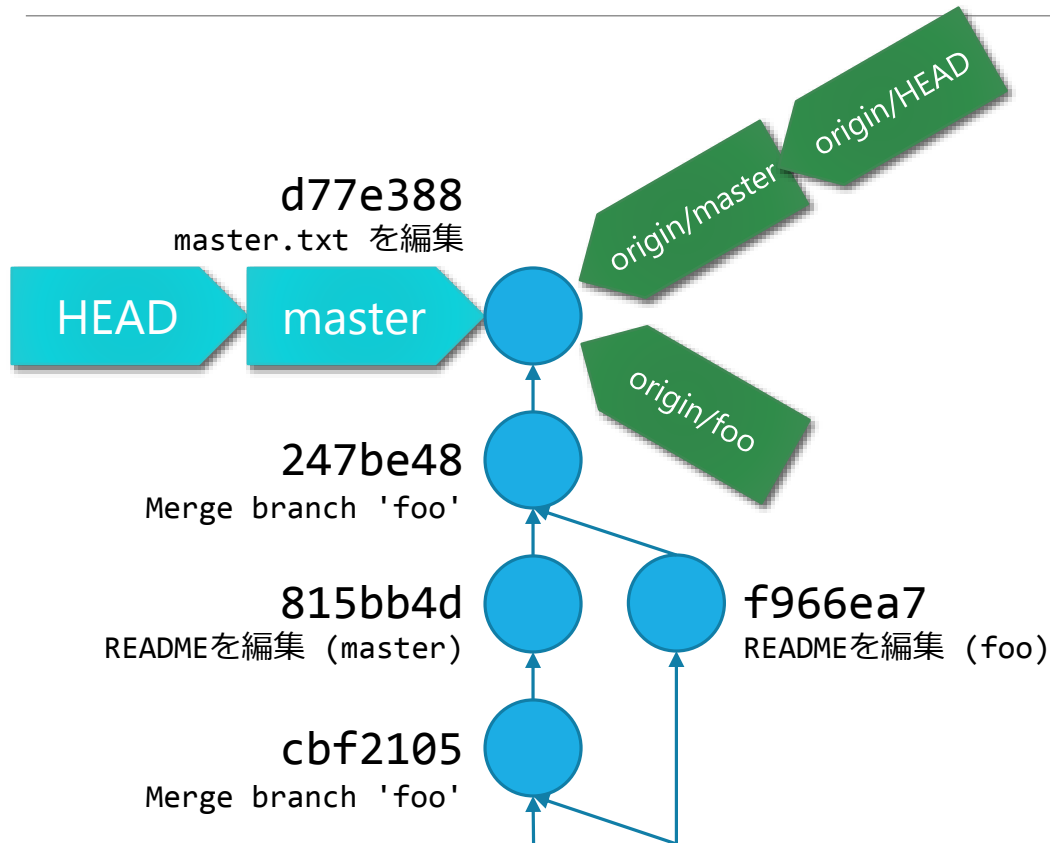 origin/HEAD
origin/master
d77e388
master.txt を編集
HEAD
master
origin/foo
247be48
Merge branch 'foo'
815bb4d
READMEを編集 (master)
f966ea7
READMEを編集 (foo)
cbf2105
Merge branch 'foo'